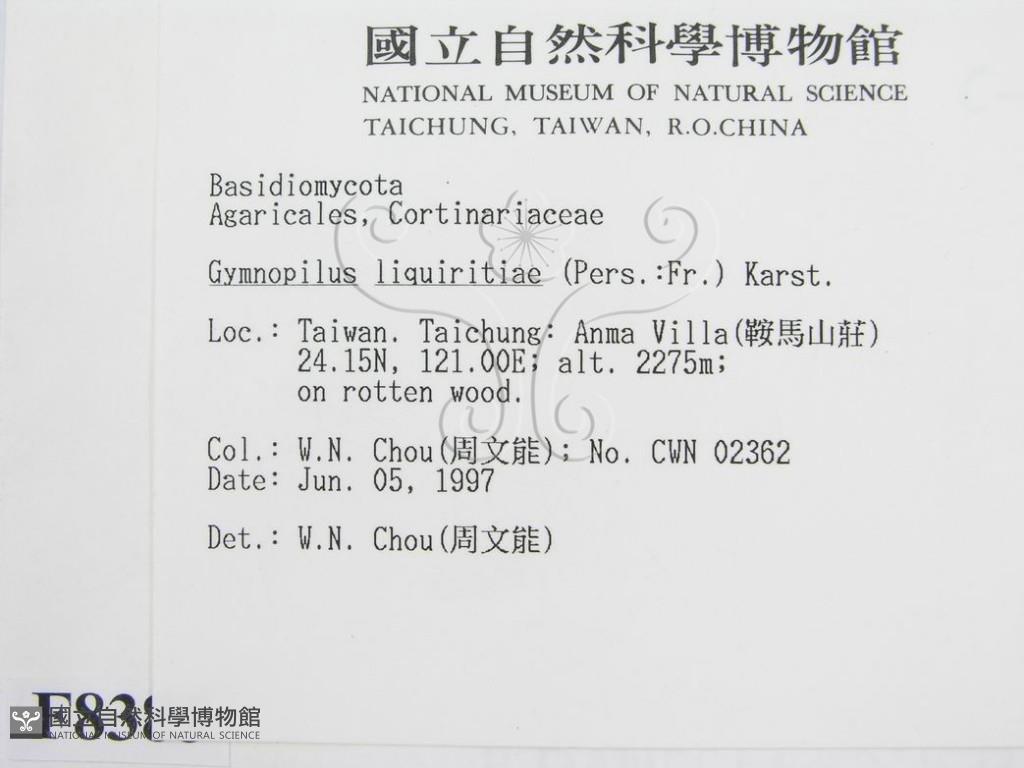 國立自然科學博物館
NATIONAL MUSEUM OF NATURAL SCIENCE
TAICHUNG, TAIWAN, R.O.CHINA
Basidiomycota
Agaricales, Cortinariaceae
Gymnopilus liquiritiae (Pers.:Fr.) Karst.
Loc.: Taiwan. Taichung: Anma Villa(鞍馬山莊)
24.15N, 121.00E; alt. 2275m;
on rotten wood.
Col.: W.N. Chou(周文能); No. CWN 02362
Date: Jun. 05, 1997
Det.: W.N. Chou(周文能)
國立自然科學博物館
NATIONAL MUSEUM OF NATURAL SCIENCE